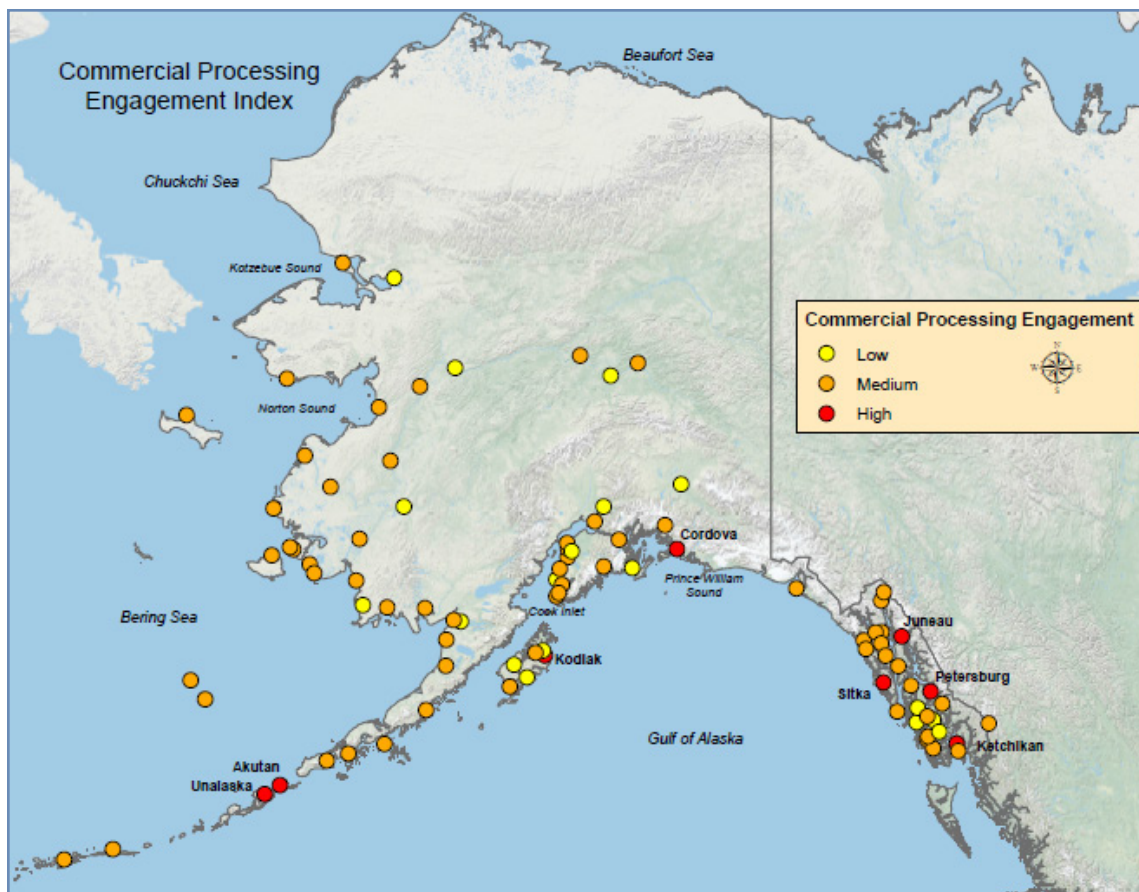 Commercial Processing
Engagement Index
Beaufort Sea
Chuckchi Sea
Kotzebue Sound
Commercial Processing Engagement
N
W E
S
Low
Medium
High
Norton Sound
Cordova
Prince William
Sound
Bering Sea
Cook Inlet
Juneau
Kodiak
Petersburg
Sitka
Gulf of Alaska
Ketchikan
Akutan
Unalaska